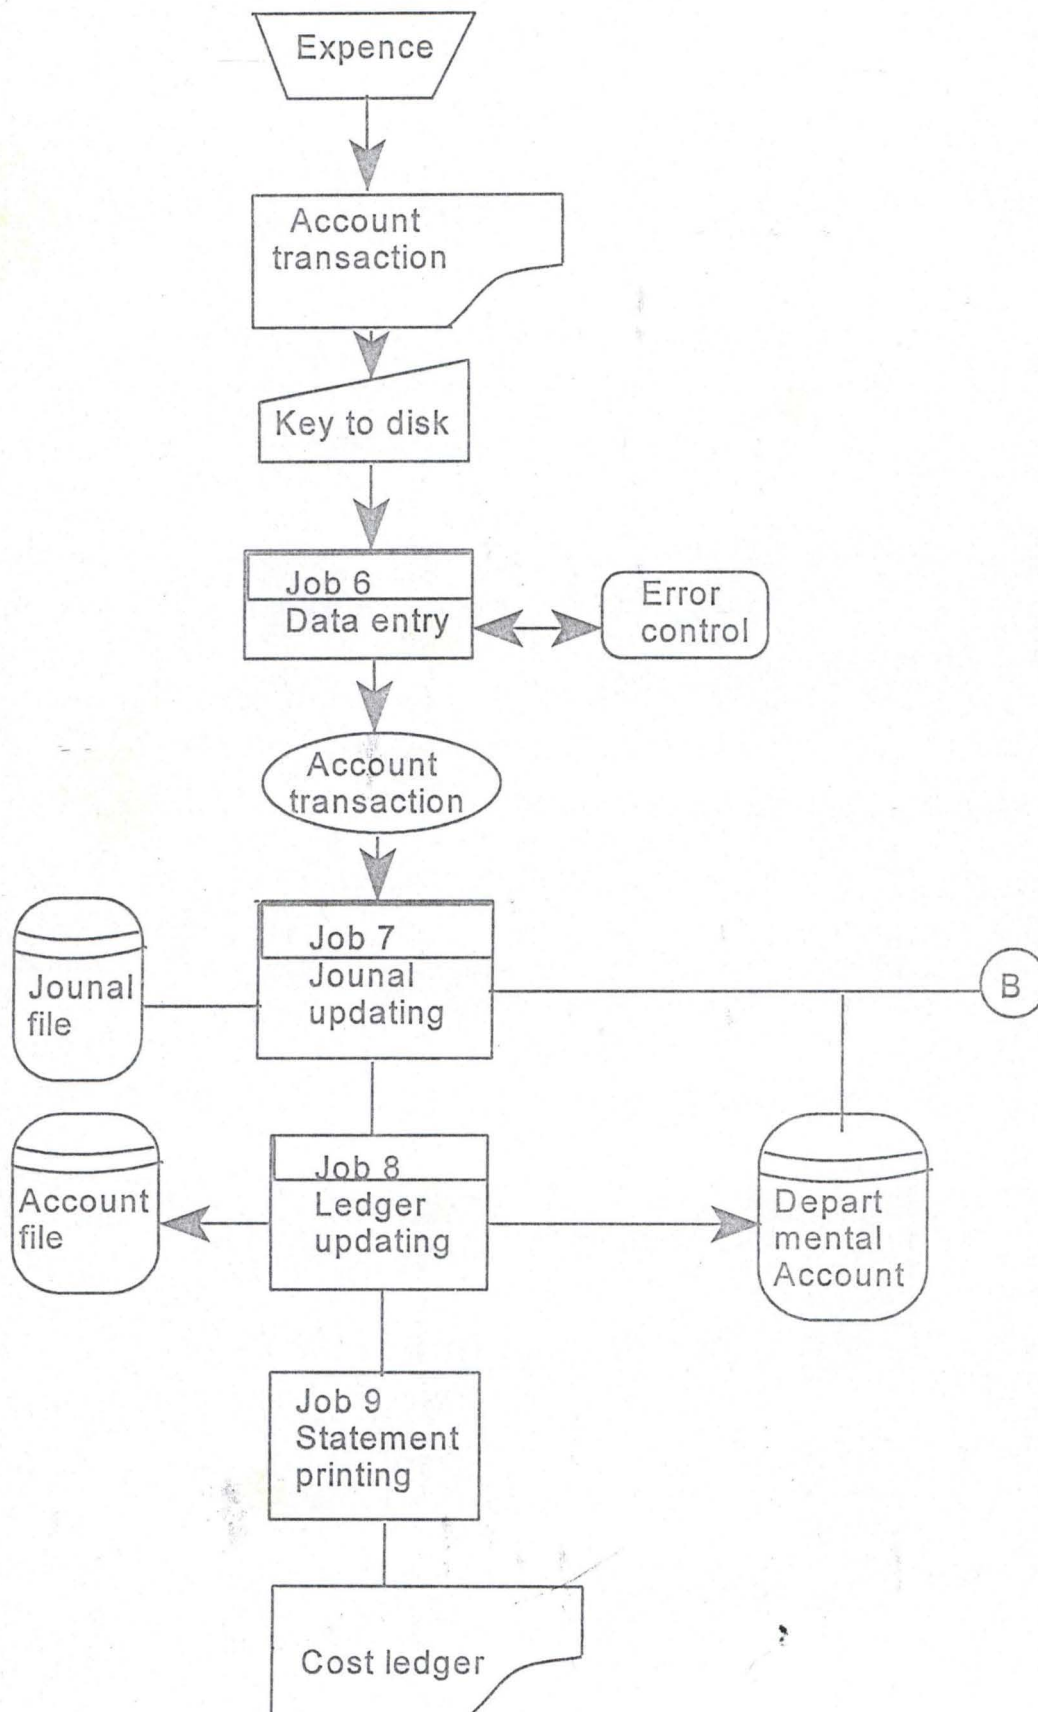 Expence
Account
transaction
Key to disk
Job 6
Data entry
Error
control
Account
transaction
Jounal
file
Job 7
Jounal
updating
B
Account
file
Job 8
Ledger
updating
Depart
mental
Account
Job 9
Statement
printing
Cost ledger